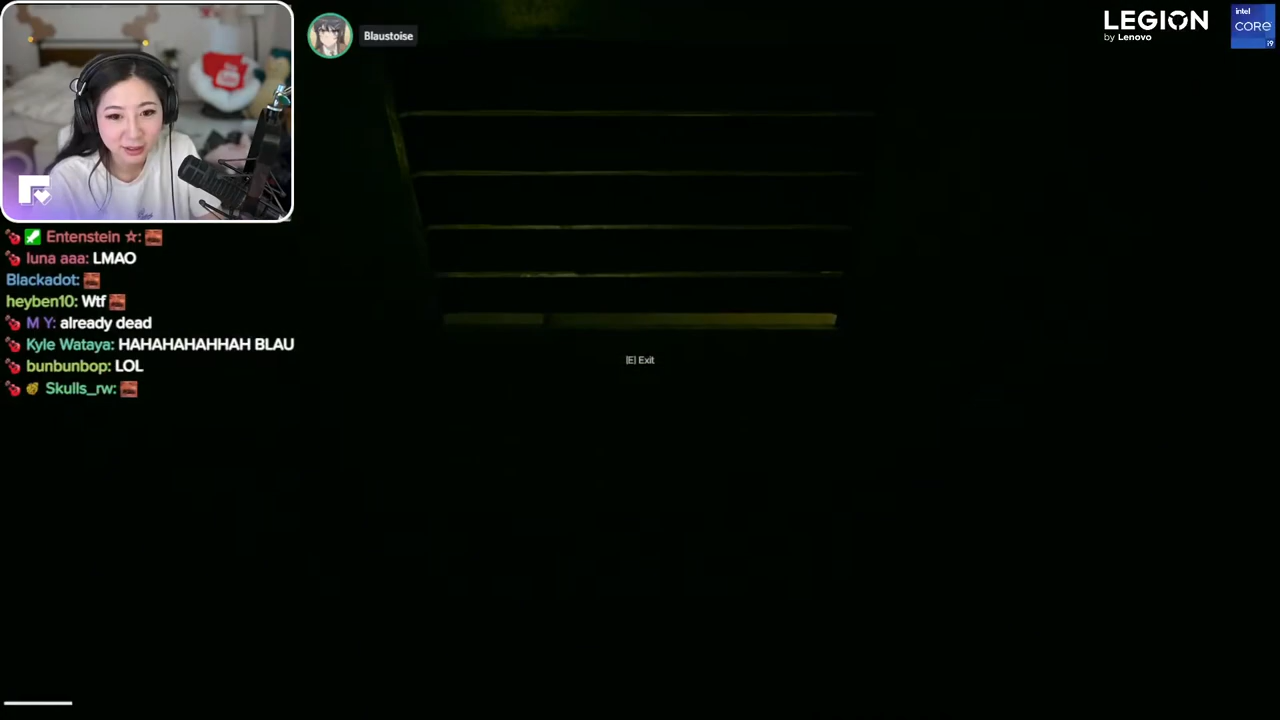 Blaustoise
LEGION
by Lenovo
intel
CORE
i9
Entenstein ☆:
luna aaa: LMAO
Blackadot:
heyben10: Wtf
M Y: already dead
Kyle Wataya: HAHAHAHAHHAH BLAU
bunbunbop: LOL
Skulls_rw:
[E] Exit